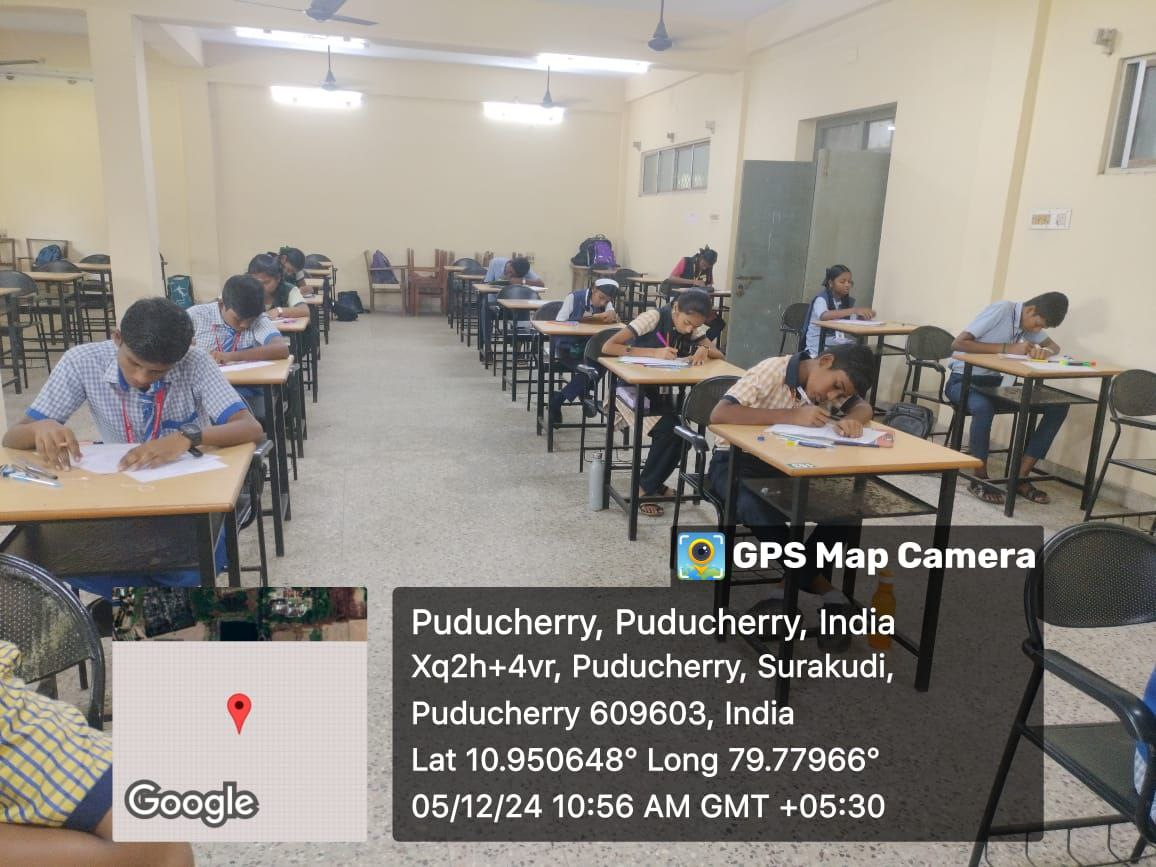 GPS Map Camera
Puducherry, Puducherry, India
Xq2h+4vr, Puducherry, Surakudi,
Puducherry 609603, India
Lat 10.950648° Long 79.77966°
05/12/24 10:56 AM GMT +05:30
Google